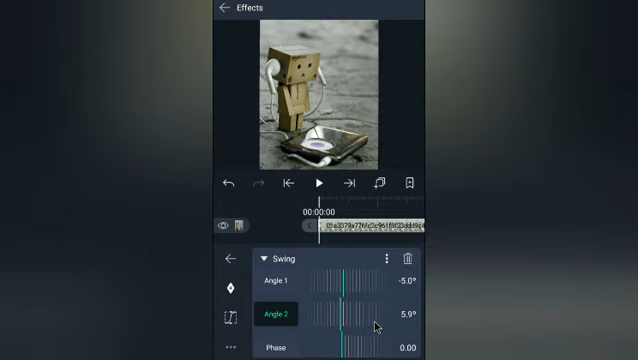 Effects
00:00:00
Swing
Angle 1 -5.0°
Angle 2 5.9°
Phase 0.00